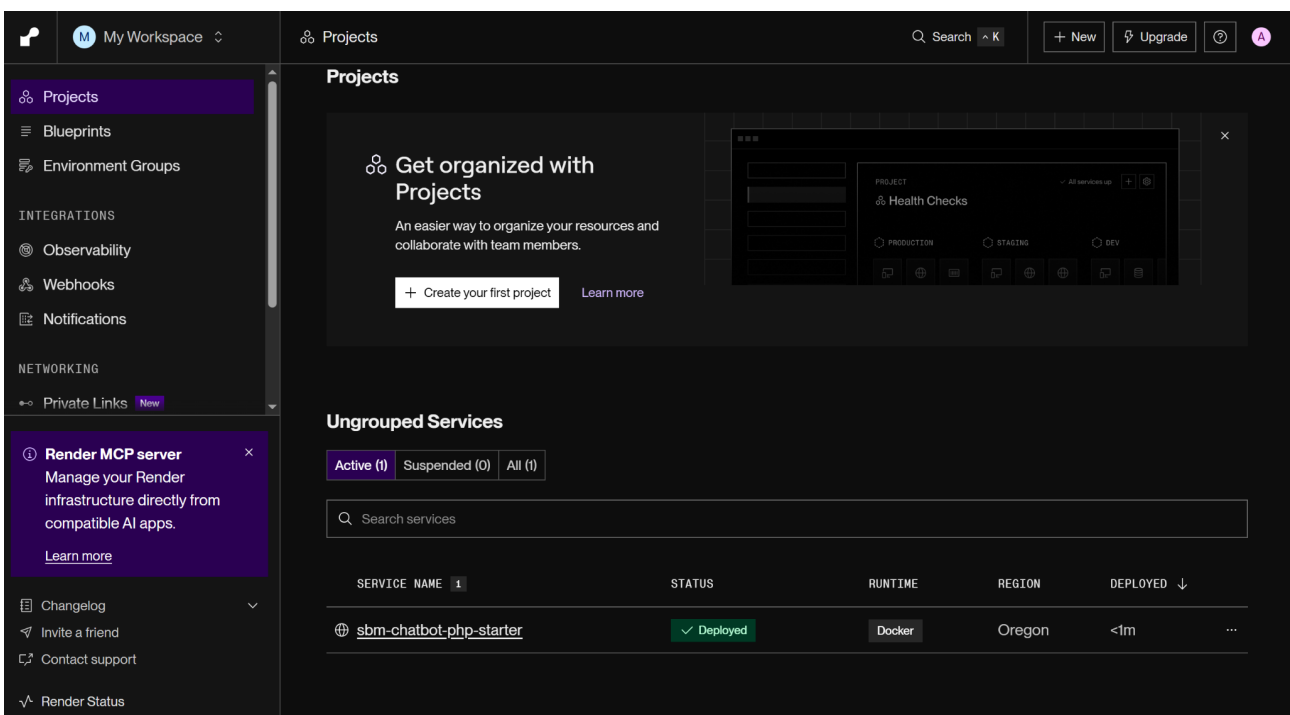 M My Workspace
Projects
Search ^ K
+ New
Upgrade
A
Projects
Blueprints
Environment Groups
INTEGRATIONS
Observability
Webhooks
Notifications
NETWORKING
Private Links New
Render MCP server
Manage your Render
infrastructure directly from
compatible AI apps.
Learn more
Changelog
Invite a friend
Contact support
Render Status
Projects
Get organized with
Projects
An easier way to organize your resources and
collaborate with team members.
+ Create your first project Learn more
PROJECT
All services up
Health Checks
PRODUCTION STAGING DEV
Ungrouped Services
Active (1) Suspended (0) All (1)
Search services
SERVICE NAME 1 STATUS RUNTIME REGION DEPLOYED ↓
sbm-chatbot-php-starter ✓ Deployed Docker Oregon <1m ...